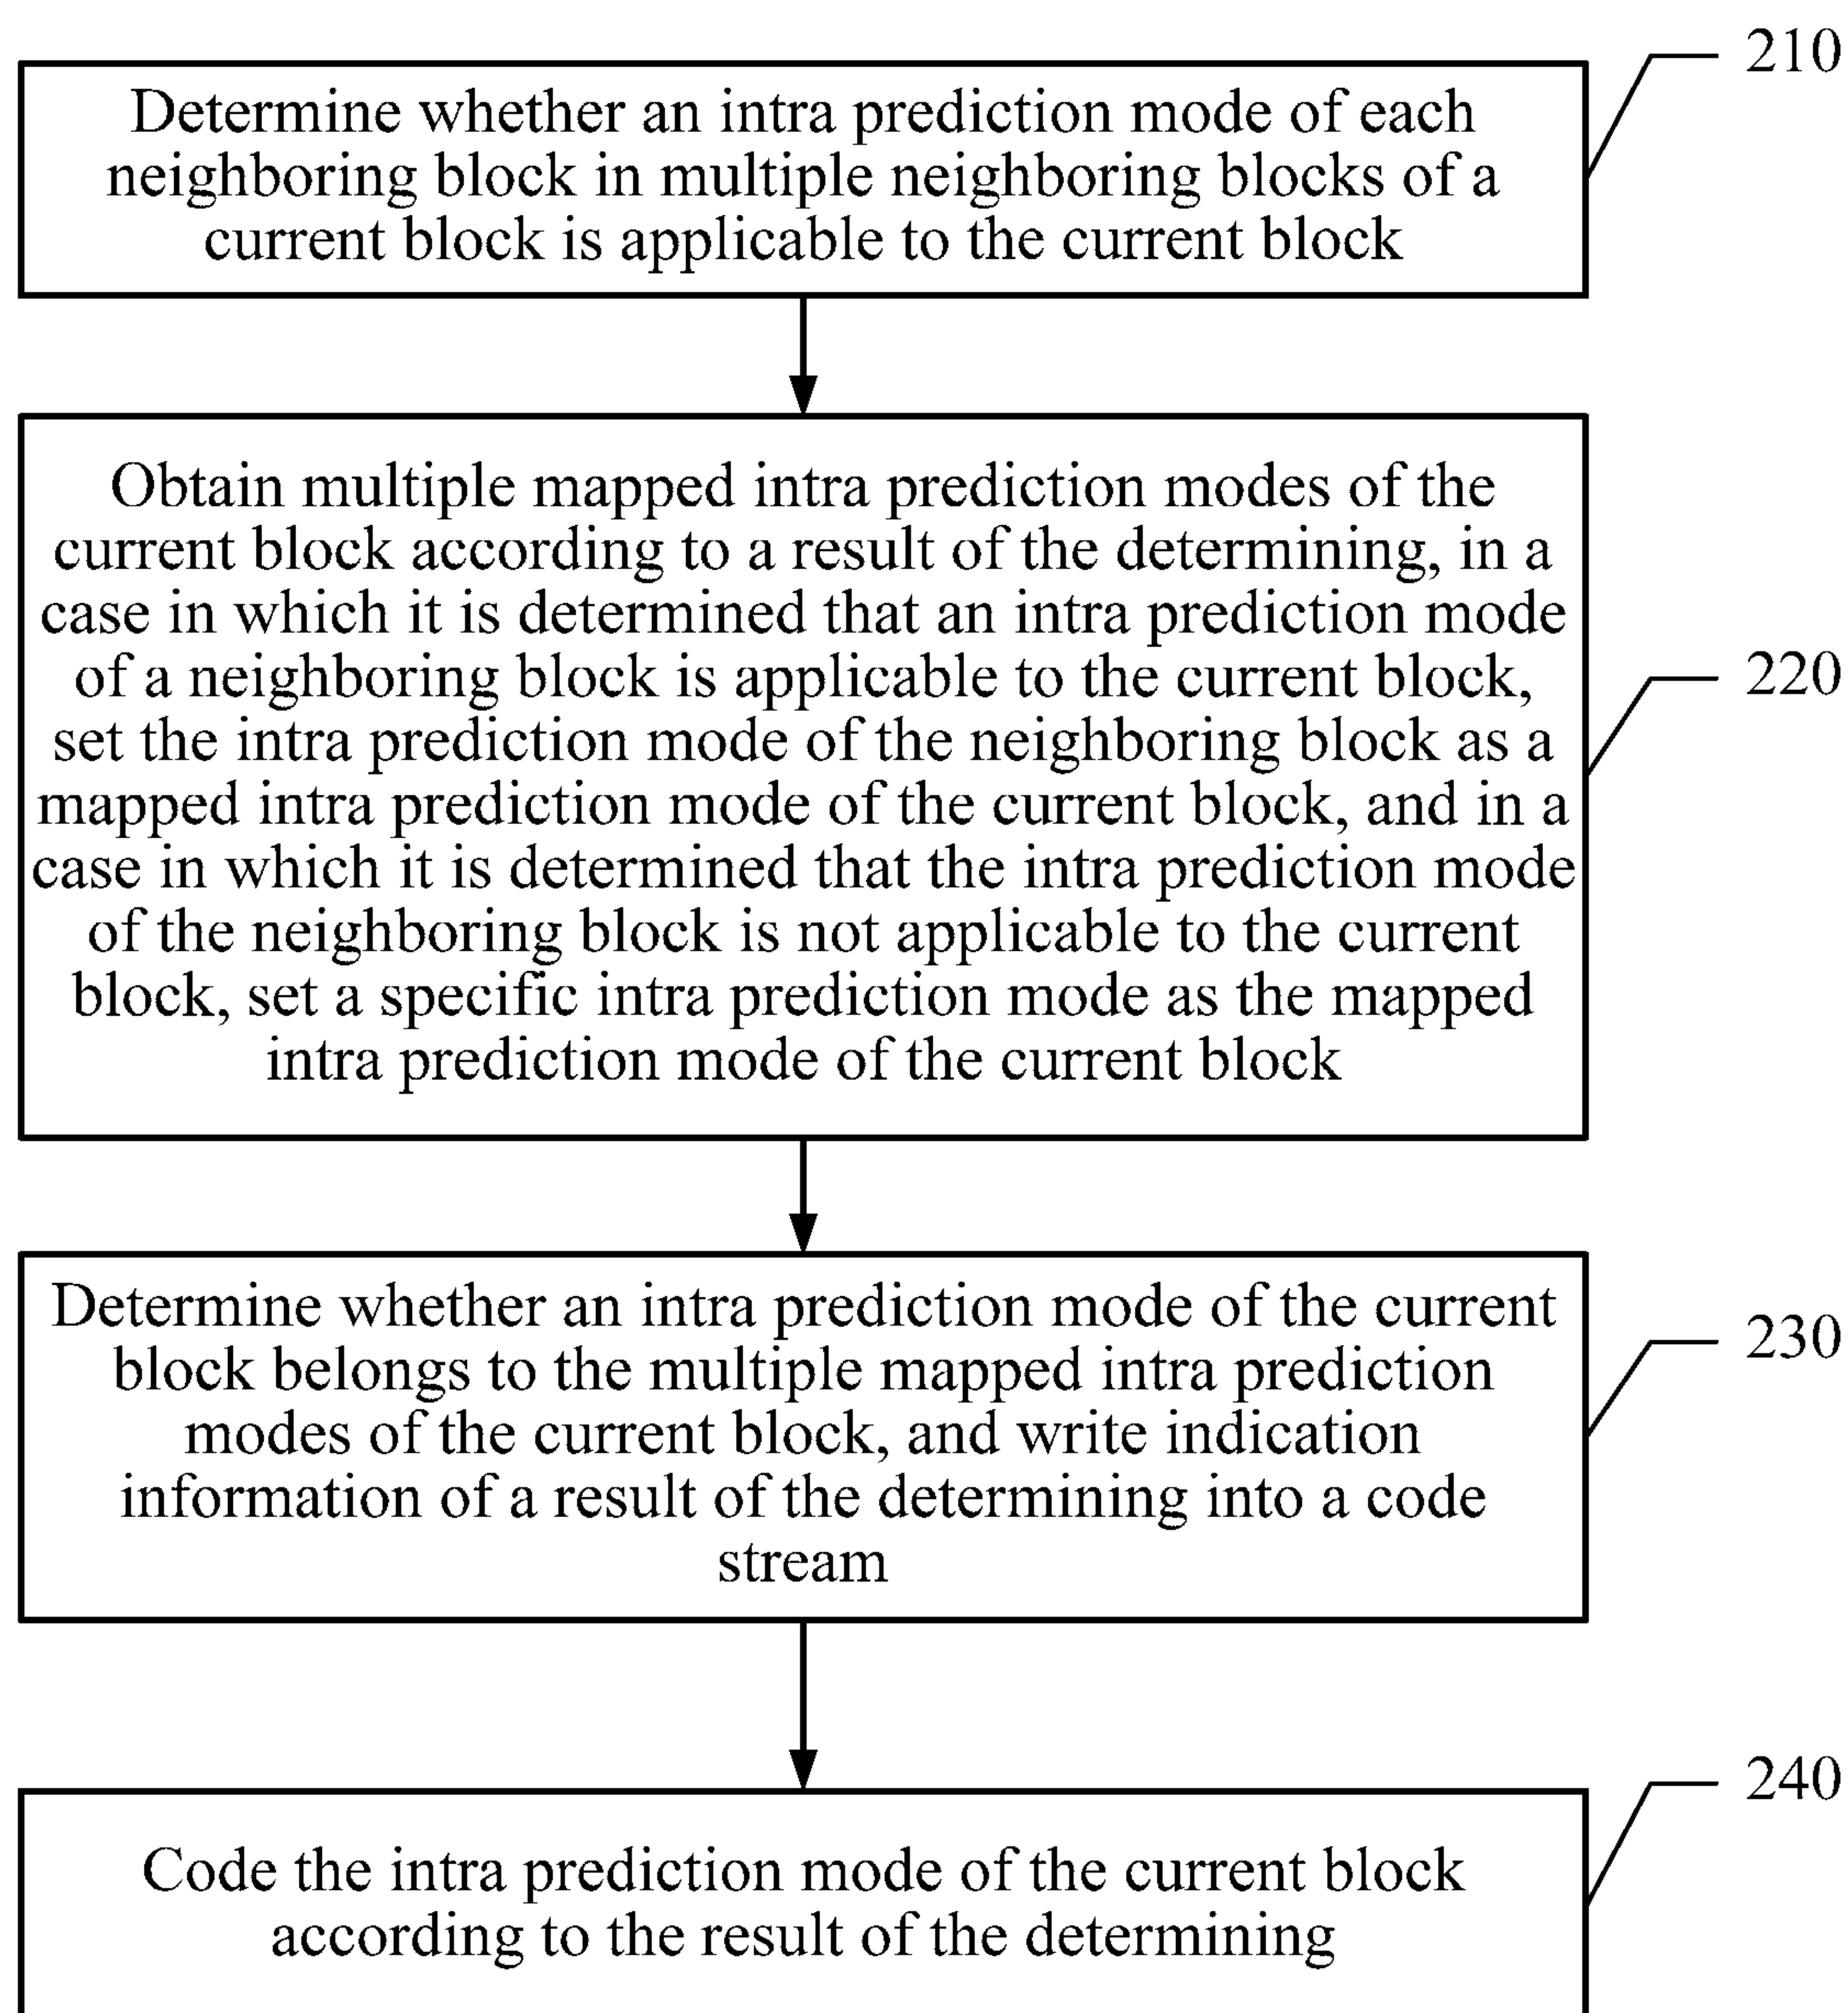 210
Determine whether an intra prediction mode of each
neighboring block in multiple neighboring blocks of a
current block is applicable to the current block
Obtain multiple mapped intra prediction modes of the
current block according to a result of the determining, in a
case in which it is determined that an intra prediction mode
of a neighboring block is applicable to the current block,
set the intra prediction mode of the neighboring block as a
mapped intra prediction mode of the current block, and in a
case in which it is determined that the intra prediction mode
of the neighboring block is not applicable to the current
block, set a specific intra prediction mode as the mapped
intra prediction mode of the current block
220
Determine whether an intra prediction mode of the current
block belongs to the multiple mapped intra prediction
modes of the current block, and write indication
information of a result of the determining into a code
stream
230
240
Code the intra prediction mode of the current block
according to the result of the determining